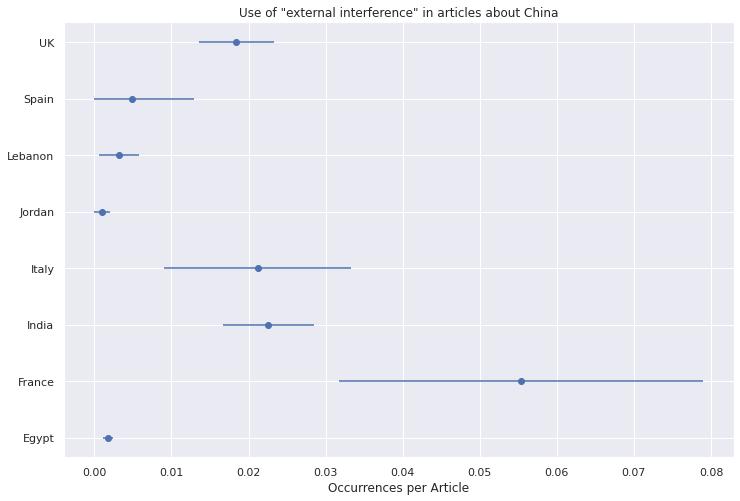 Use of "external interference" in articles about China
UK
Spain
Lebanon
Jordan
Italy
India
France
Egypt
0.00 0.01 0.02 0.03 0.04 0.05 0.06 0.07 0.08
Occurrences per Article